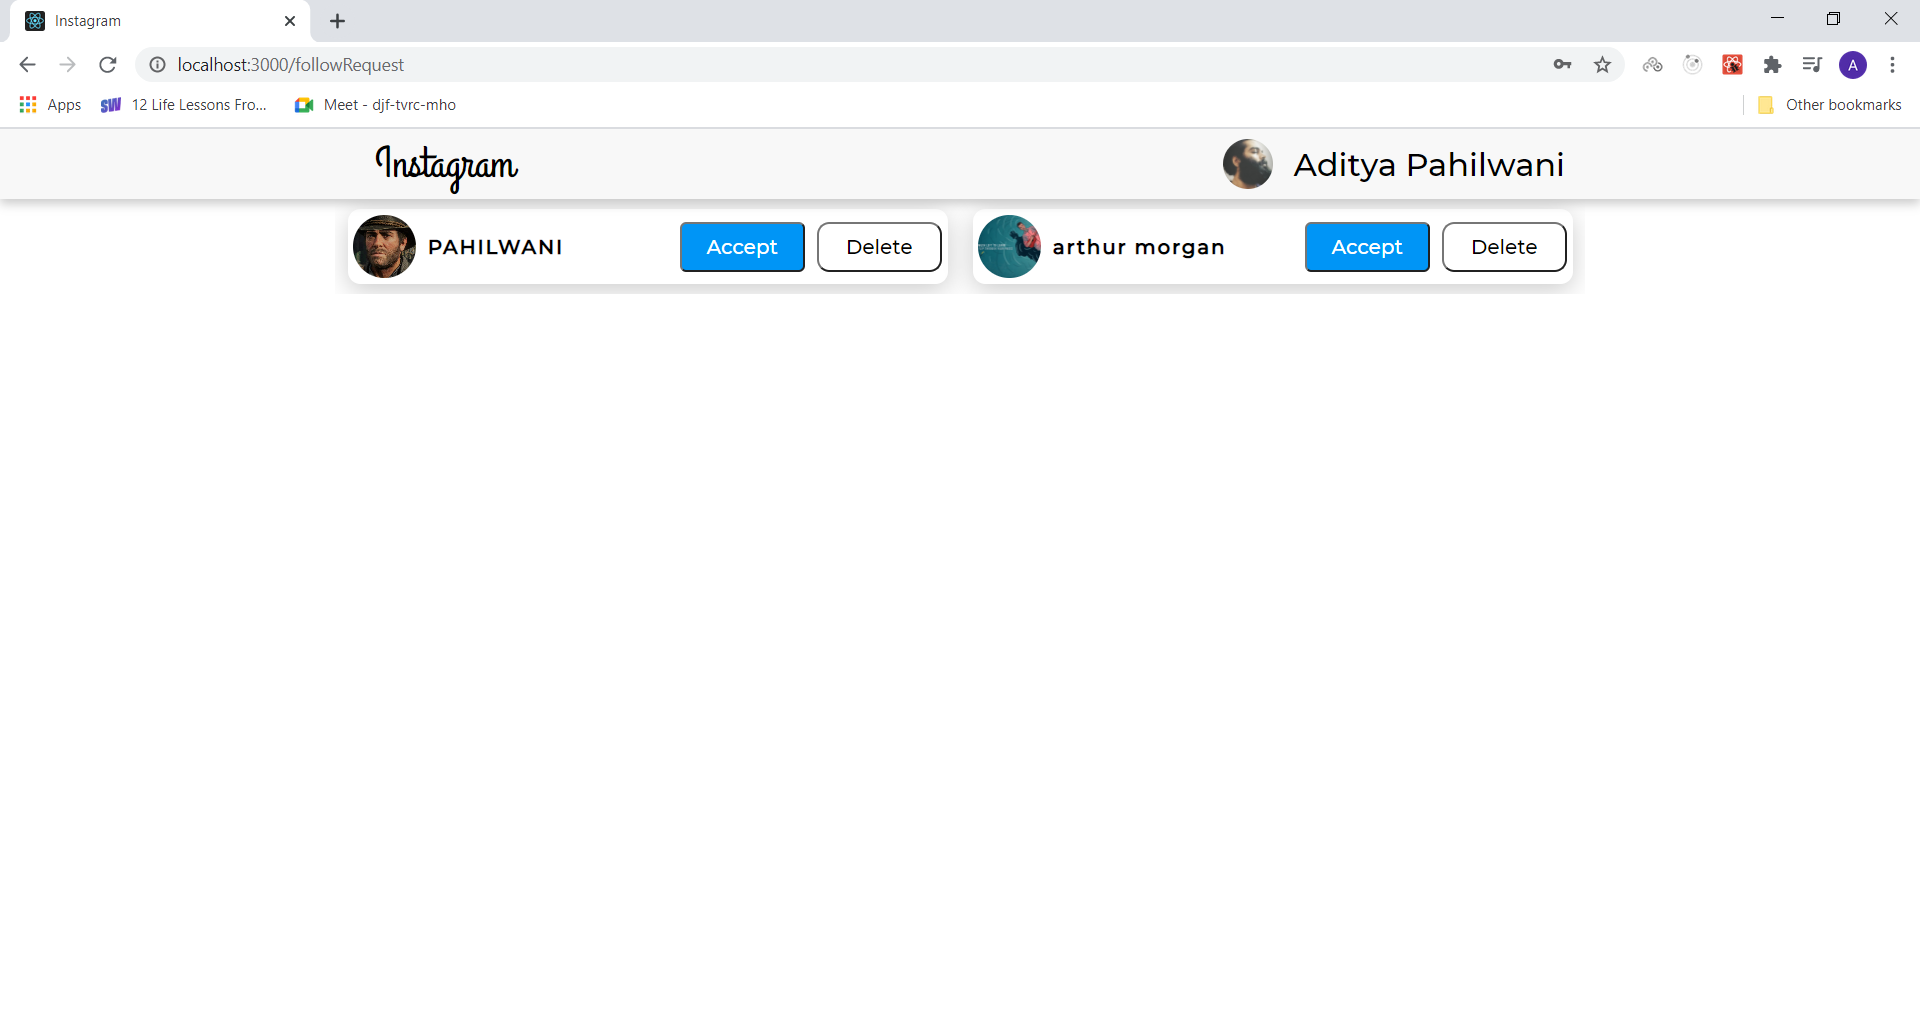 Instagram
localhost:3000/followRequest
A
Apps
SW 12 Life Lessons Fro...
Meet - djf-tvrc-mho
Other bookmarks
Instagram
Aditya Pahilwani
PAHILWANI
Accept
Delete
arthur morgan
Accept
Delete